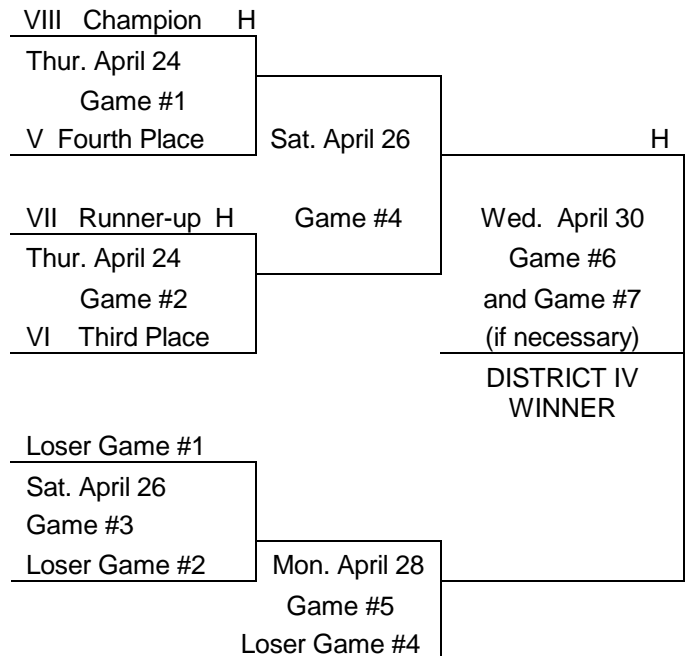 VIII Champion H
Thur. April 24
Game #1
V Fourth Place
Sat. April 26
H
VII Runner-up H
Game #4
Wed. April 30
Thur. April 24
Game #6
Game #2
and Game #7
VI Third Place
(if necessary)
DISTRICT IV
WINNER
Loser Game #1
Sat. April 26
Game #3
Loser Game #2
Mon. April 28
Game #5
Loser Game #4